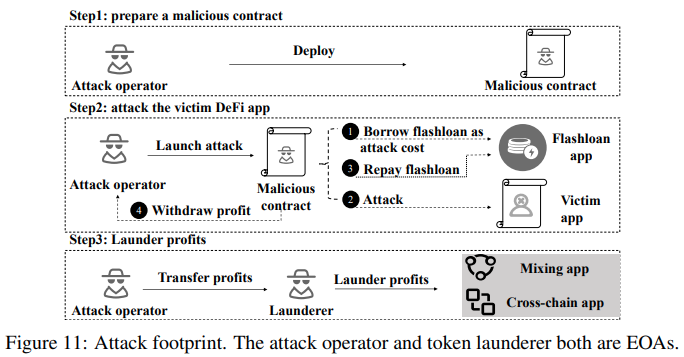 Step1: prepare a malicious contract
Deploy
Attack operator
Malicious contract
Step2: attack the victim DeFi app
Launch attack
Attack operator
Malicious
contract
1 Borrow flashloan as
attack cost
3 Repay flashloan
2 Attack
4 Withdraw profit
Flashloan
app
Victim
app
Step3: Launder profits
Transfer profits
Launder profits
Attack operator
Launderer
Mixing app
Cross-chain app
Figure 11: Attack footprint. The attack operator and token launderer both are EOAs.